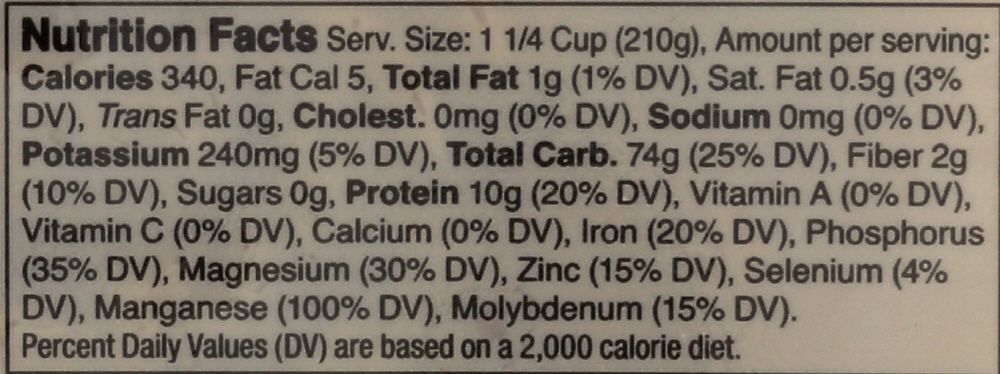 Nutrition Facts Serv. Size: 1 1/4 Cup (210g), Amount per serving:
Calories 340, Fat Cal 5, Total Fat 1g (1% DV), Sat. Fat 0.5g (3%
DV), Trans Fat 0g, Cholest. 0mg (0% DV), Sodium 0mg (0% DV),
Potassium 240mg (5% DV), Total Carb. 74g (25% DV), Fiber 2g
(10% DV), Sugars 0g, Protein 10g (20% DV), Vitamin A (0% DV),
Vitamin C (0% DV), Calcium (0% DV), Iron (20% DV), Phosphorus
(35% DV), Magnesium (30% DV), Zinc (15% DV), Selenium (4%
DV), Manganese (100% DV), Molybdenum (15% DV).
Percent Daily Values (DV) are based on a 2,000 calorie diet.